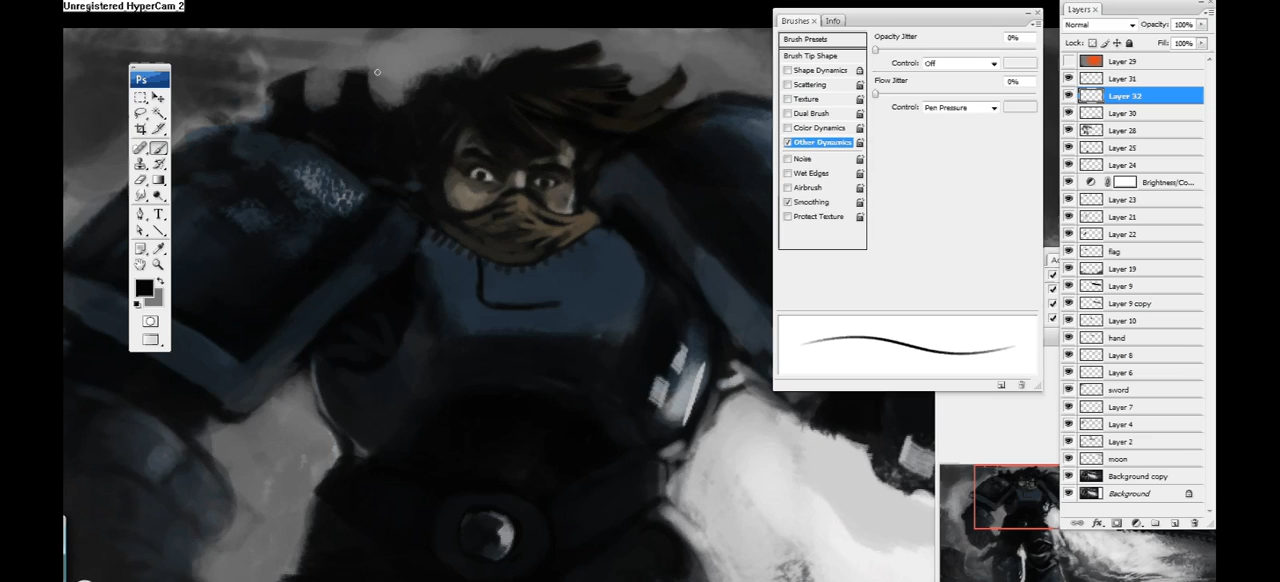 Unregistered HyperCam 2
Ps
T
Brushes × Info
Brush Presets
Brush Tip Shape
Shape Dynamics
Scattering
Texture
Dual Brush
Color Dynamics
Other Dynamics
Noise
Wet Edges
Airbrush
Smoothing
Protect Texture
Opacity Jitter 0%
Control: Off
Flow Jitter 0%
Control: Pen Pressure
Layers ×
Normal Opacity: 100%
Lock: Fill: 100%
Layer 29
Layer 31
Layer 32
Layer 30
Layer 28
Layer 25
Layer 24
Brightness/Co...
Layer 23
Layer 21
Layer 22
flag
Layer 19
Layer 9
Layer 9 copy
Layer 10
hand
Layer 8
Layer 6
sword
Layer 7
Layer 4
Layer 2
moon
Background copy
Background
fx